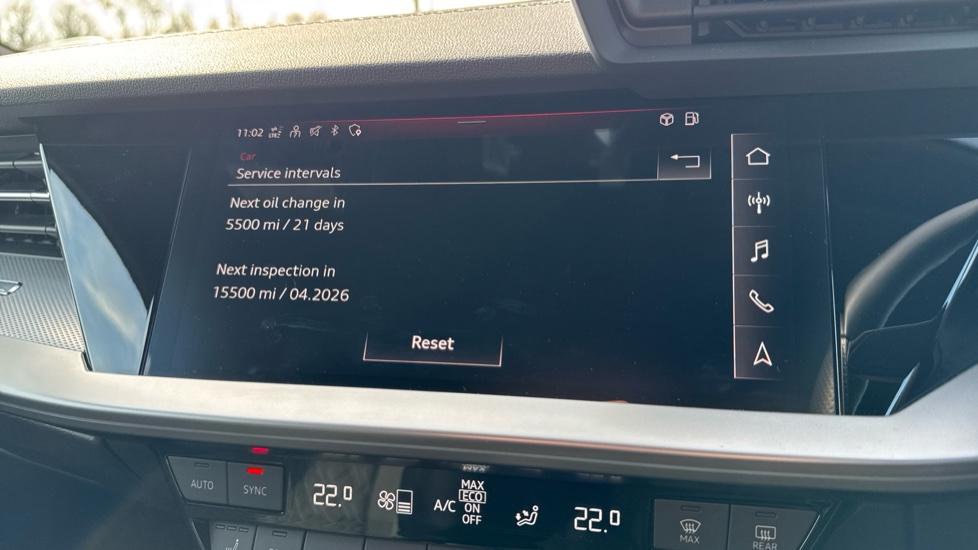 11:02
Car
Service intervals
Next oil change in
5500 mi / 21 days
Next inspection in
15500 mi / 04.2026
Reset
AUTO
SYNC
22.0
A/C
MAX
ECO
ON
OFF
22.0
MAX
REAR